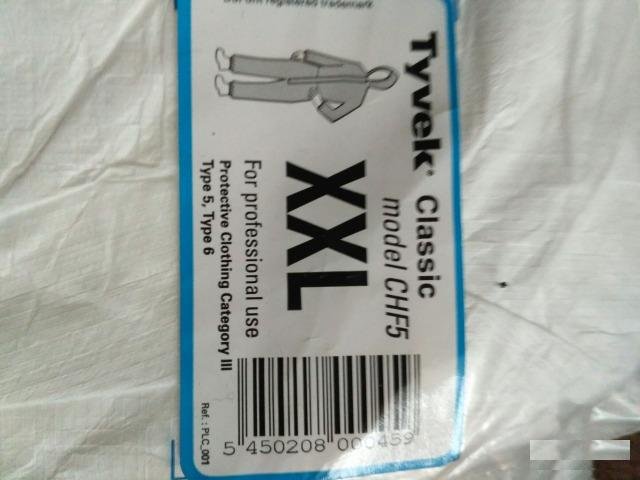 Tyvek® Classic
model CHF5
XXL
For professional use
Protective Clothing Category III
Type 5, Type 6
5 450208 000459
Ref.: PLC_001